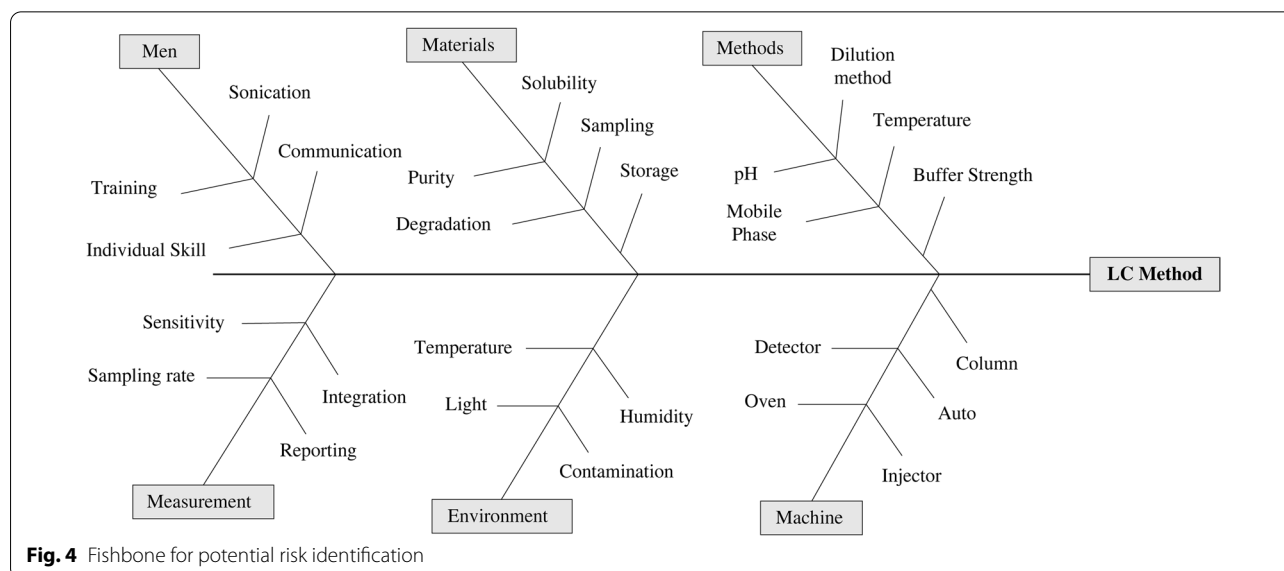 Men
Materials
Methods
Sonication
Communication
Training
Individual Skill
Solubility
Sampling
Storage
Purity
Degradation
Dilution
method
Temperature
Buffer Strength
pH
Mobile
Phase
LC Method
Sensitivity
Sampling rate
Integration
Reporting
Measurement
Temperature
Light
Humidity
Contamination
Environment
Detector
Column
Oven
Auto
Injector
Machine
Fig. 4 Fishbone for potential risk identification